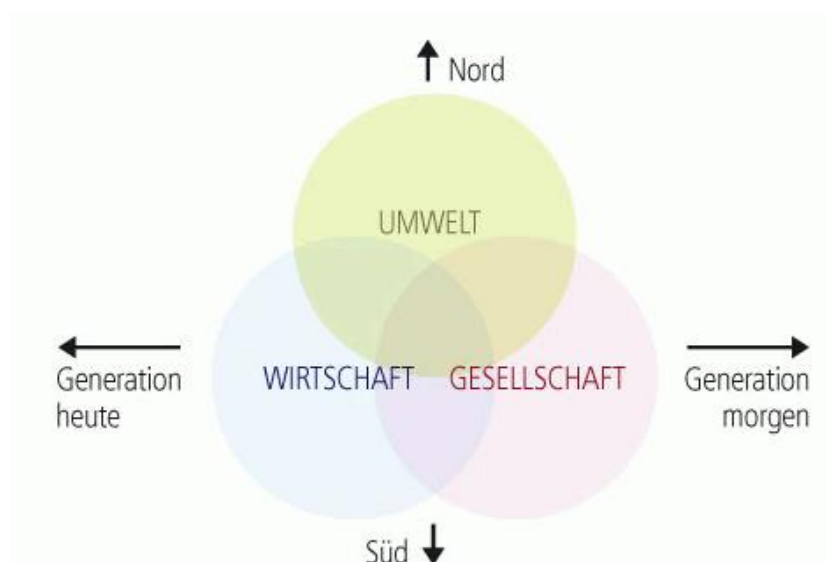 Nord
UMWELT
Generation
heute
WIRTSCHAFT
GESELLSCHAFT
Generation
morgen
Süd